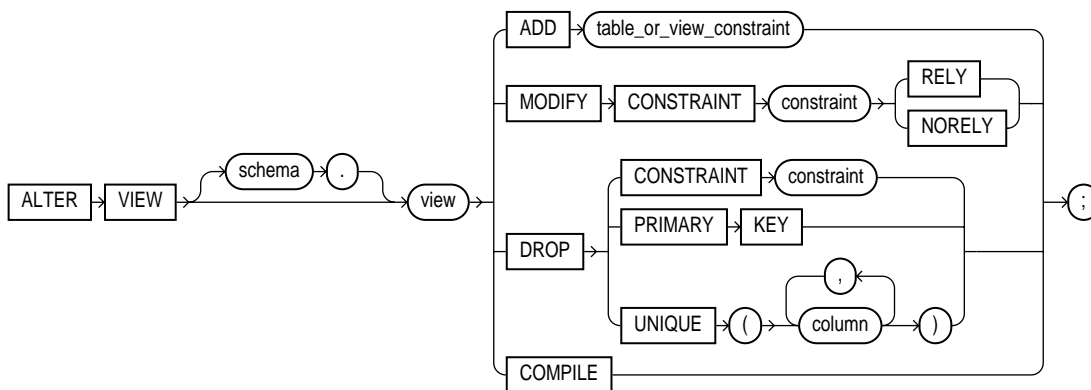 ADD table_or_view_constraint
RELY
MODIFY CONSTRAINT constraint
NORELY
schema .
CONSTRAINT constraint
ALTER VIEW view ;
PRIMARY KEY
DROP
,
UNIQUE ( column )
COMPILE